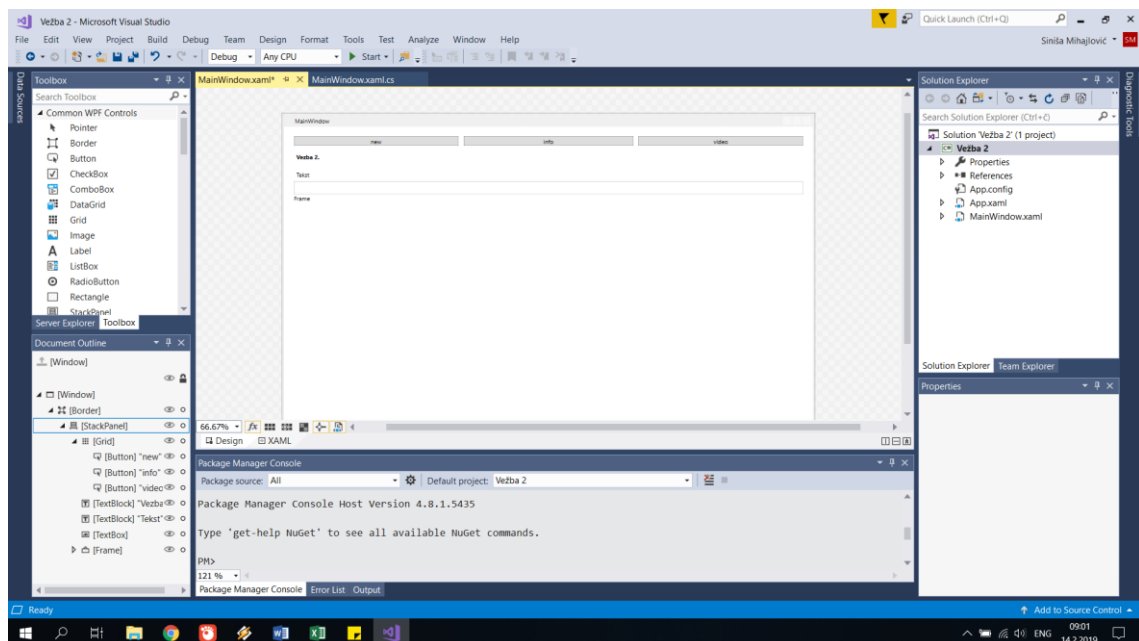 Vežba 2 - Microsoft Visual Studio
Quick Launch (Ctrl+Q)
File Edit View Project Build Debug Team Design Format Tools Test Analyze Window Help
Siniša Mihajlović SM
Debug Any CPU Start
Data Sources
Toolbox
Search Toolbox
Common WPF Controls
Pointer
Border
Button
CheckBox
ComboBox
DataGrid
Grid
Image
Label
ListBox
RadioButton
Rectangle
StackPanel
Server Explorer Toolbox
Document Outline
[Window]
[Window]
[Border]
[StackPanel]
[Grid]
[Button] "new"
[Button] "info"
[Button] "video
[TextBlock] "Vezba
[TextBlock] "Tekst"
[TextBox]
[Frame]
MainWindow.xaml* MainWindow.xaml.cs
MainWindow
new info video
Vezba 2.
Tekst
Frame
66.67% fx
Design XAML
Package Manager Console
Package source: All Default project: Vežba 2
Package Manager Console Host Version 4.8.1.5435
Type 'get-help NuGet' to see all available NuGet commands.
PM>
121 %
Package Manager Console Error List Output
Solution Explorer
Search Solution Explorer (Ctrl+č)
Solution 'Vežba 2' (1 project)
Vežba 2
Properties
References
App.config
App.xaml
MainWindow.xaml
Solution Explorer Team Explorer
Properties
Diagnostic Tools
Ready
Add to Source Control
ENG
09:01
14.2.2019.